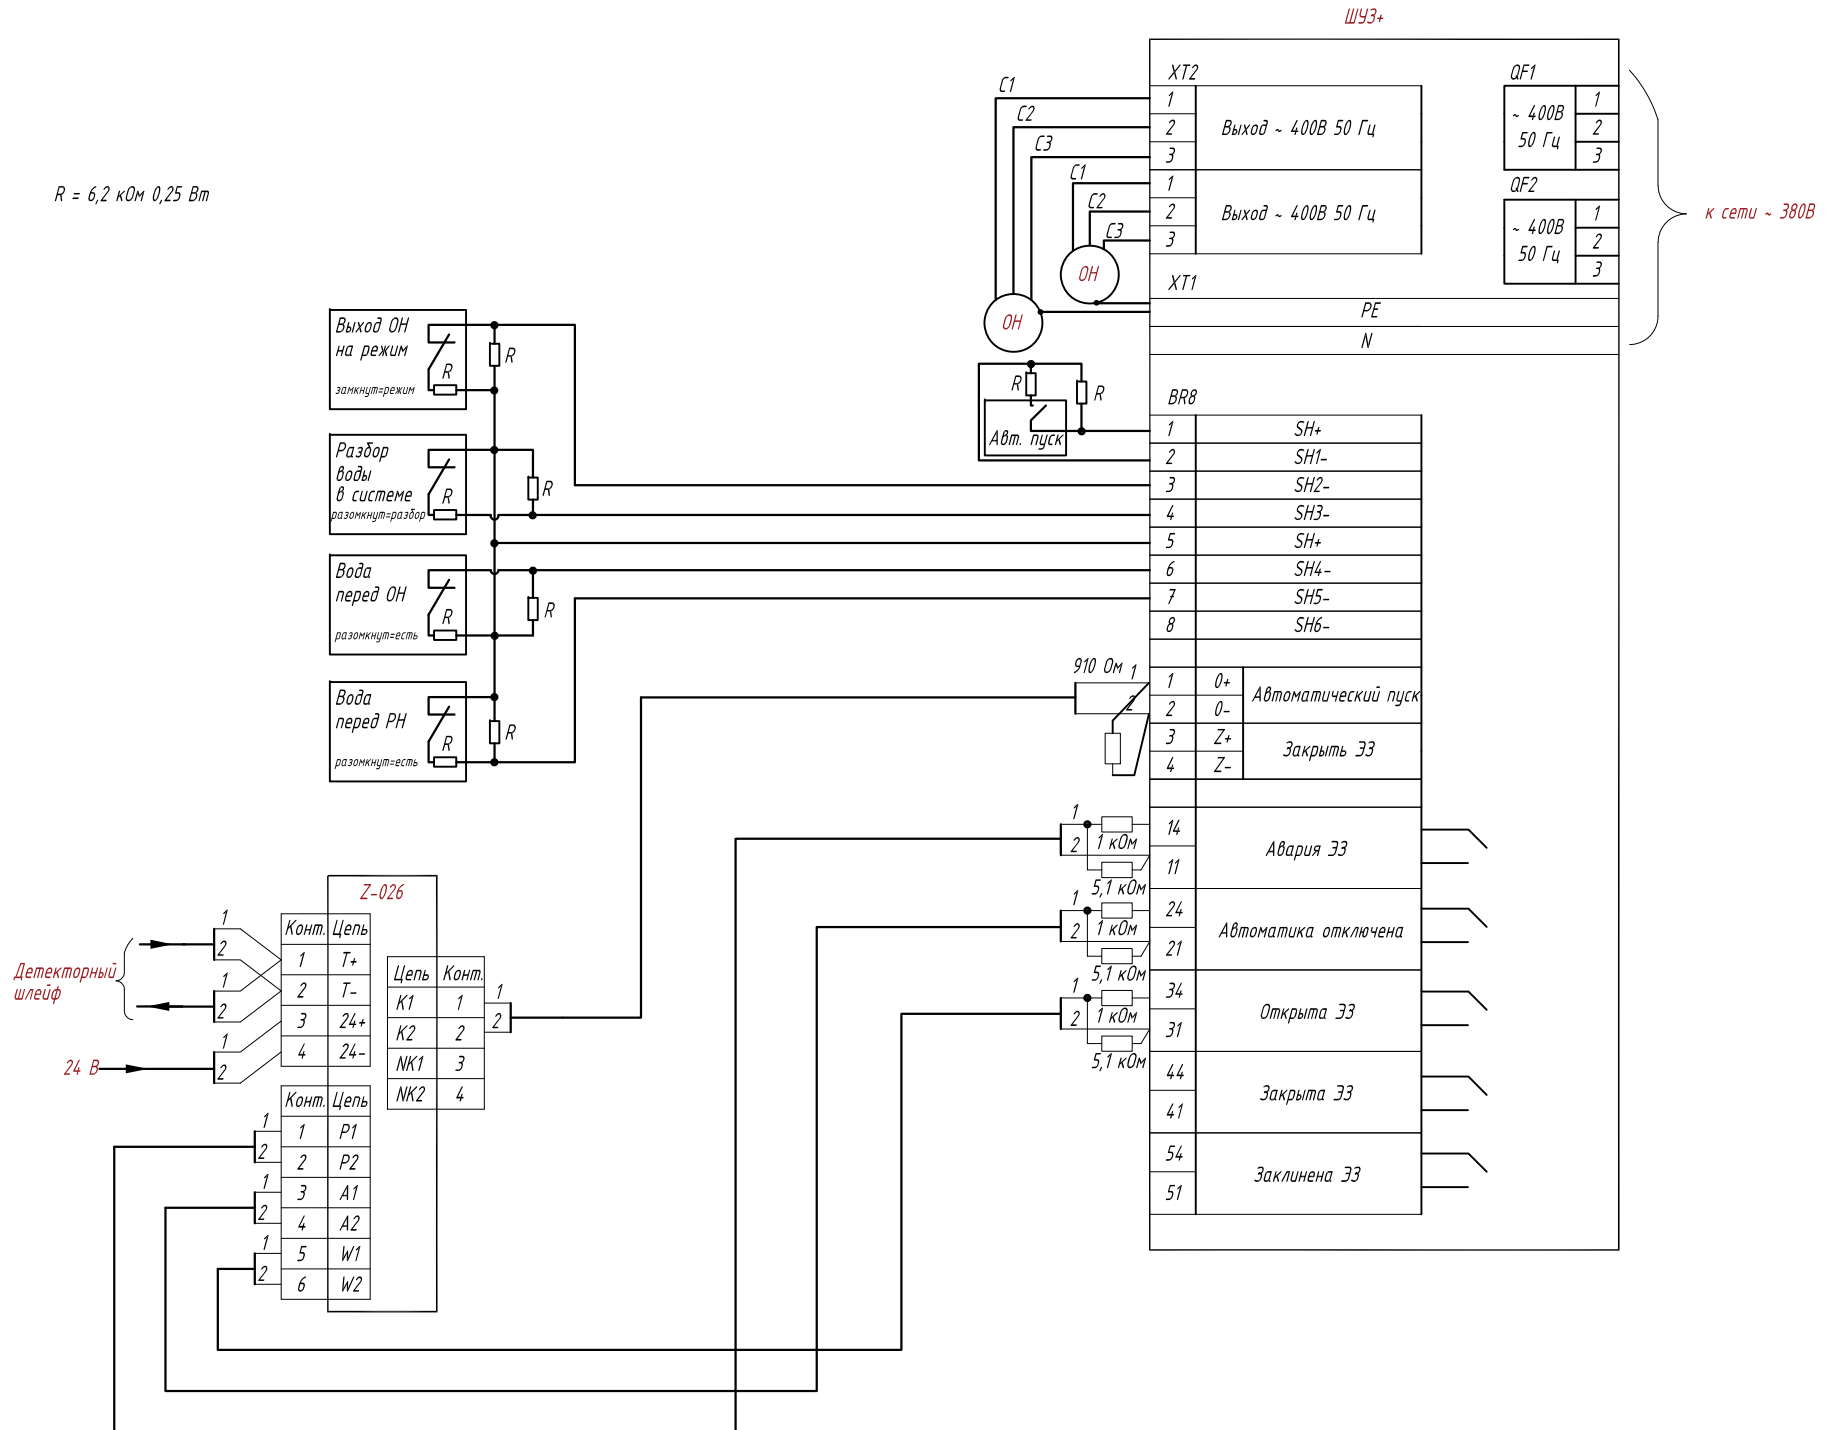 ШУЗ+
R = 6,2 кОм 0,25 Вт
C1
C2
C3
C1
C2
C3
ОН
ОН
XT2
1
2
3
Выход ~ 400В 50 Гц
1
2
3
Выход ~ 400В 50 Гц
QF1
~ 400В
50 Гц
1
2
3
QF2
~ 400В
50 Гц
1
2
3
к сети ~ 380В
XT1
PE
N
Выход ОН
на режим
R
замкнут=режим
R
Разбор
воды
в системе
R
разомкнут=разбор
R
Вода
перед ОН
R
разомкнут=есть
R
Вода
перед РН
R
разомкнут=есть
R
R
R
Авт. пуск
BR8
1 SH+
2 SH1-
3 SH2-
4 SH3-
5 SH+
6 SH4-
7 SH5-
8 SH6-
910 Ом
1
2
1 O+
2 O-
Автоматический пуск
3 Z+
4 Z-
Закрыть ЭЗ
1
2
1 кОм
5,1 кОм
14
11
Авария ЭЗ
1
2
1 кОм
5,1 кОм
24
21
Автоматика отключена
1
2
1 кОм
5,1 кОм
34
31
Открыта ЭЗ
44
41
Закрыта ЭЗ
54
51
Заклинена ЭЗ
Z-026
Детекторный
шлейф
24 В
1
2
1
2
1
2
Конт. Цепь
1 T+
2 T-
3 24+
4 24-
Цепь Конт.
K1 1
K2 2
NK1 3
NK2 4
1
2
Конт. Цепь
1 P1
2 P2
3 A1
4 A2
5 W1
6 W2
1
2
1
2
1
2